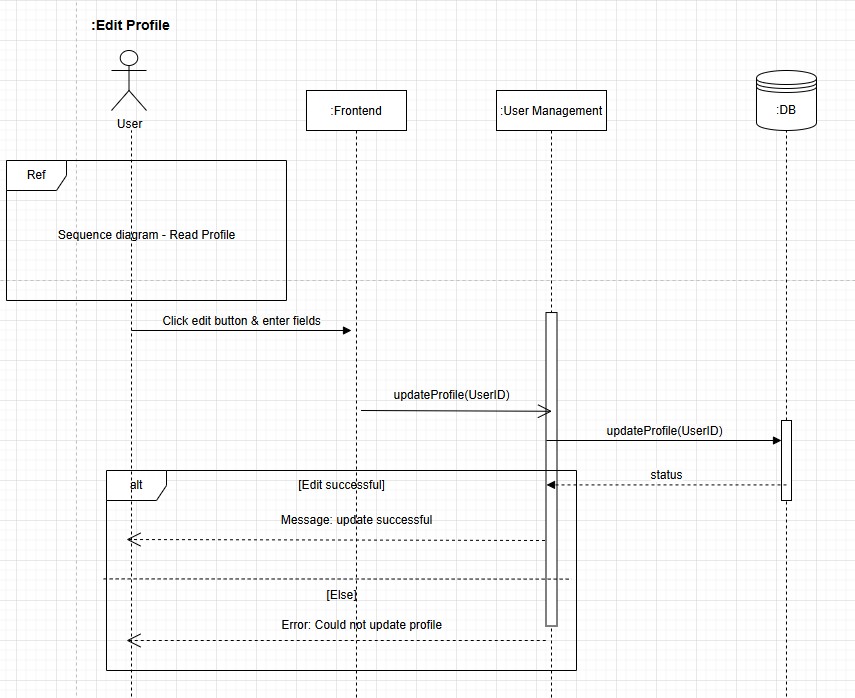 :Edit Profile
User
:Frontend
:User Management
:DB
Ref
Sequence diagram - Read Profile
Click edit button & enter fields
updateProfile(UserID)
updateProfile(UserID)
status
alt
[Edit successful]
Message: update successful
[Else]
Error: Could not update profile